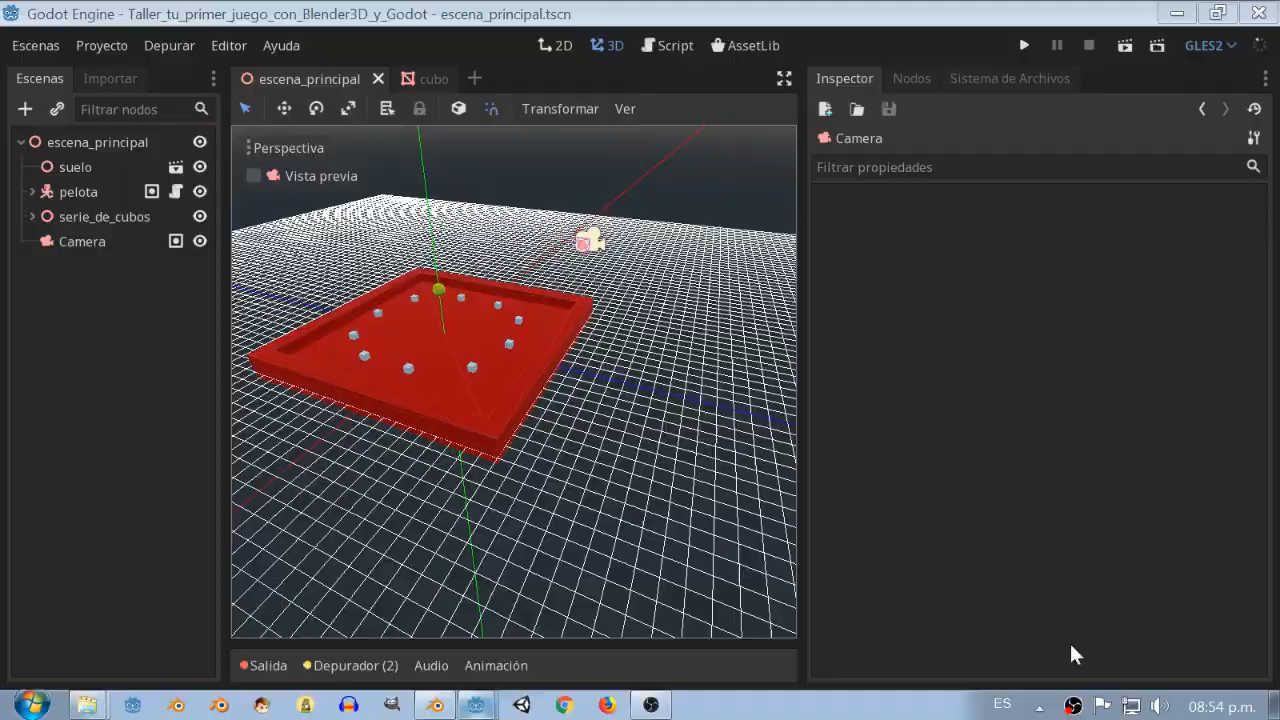 Godot Engine - Taller_tu_primer_juego_con_Blender3D_y_Godot - escena_principal.tscn
Escenas Proyecto Depurar Editor Ayuda 2D 3D Script AssetLib GLES2
Escenas Importar escena_principal cubo Inspector Nodos Sistema de Archivos
Filtrar nodos Transformar Ver
escena_principal Perspectiva Camera
suelo Vista previa Filtrar propiedades
pelota
serie_de_cubos
Camera
Salida Depurador (2) Audio Animación
ES 08:54 p.m.